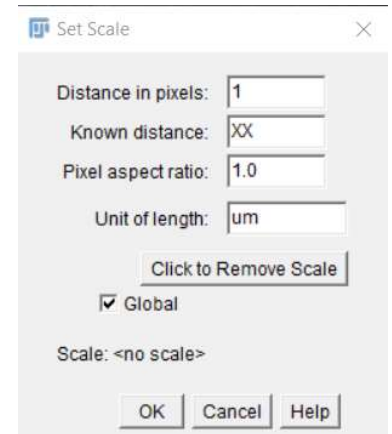 Set Scale
Distance in pixels: 1
Known distance: XX
Pixel aspect ratio: 1.0
Unit of length: um
Click to Remove Scale
Global
Scale: <no scale>
OK Cancel Help